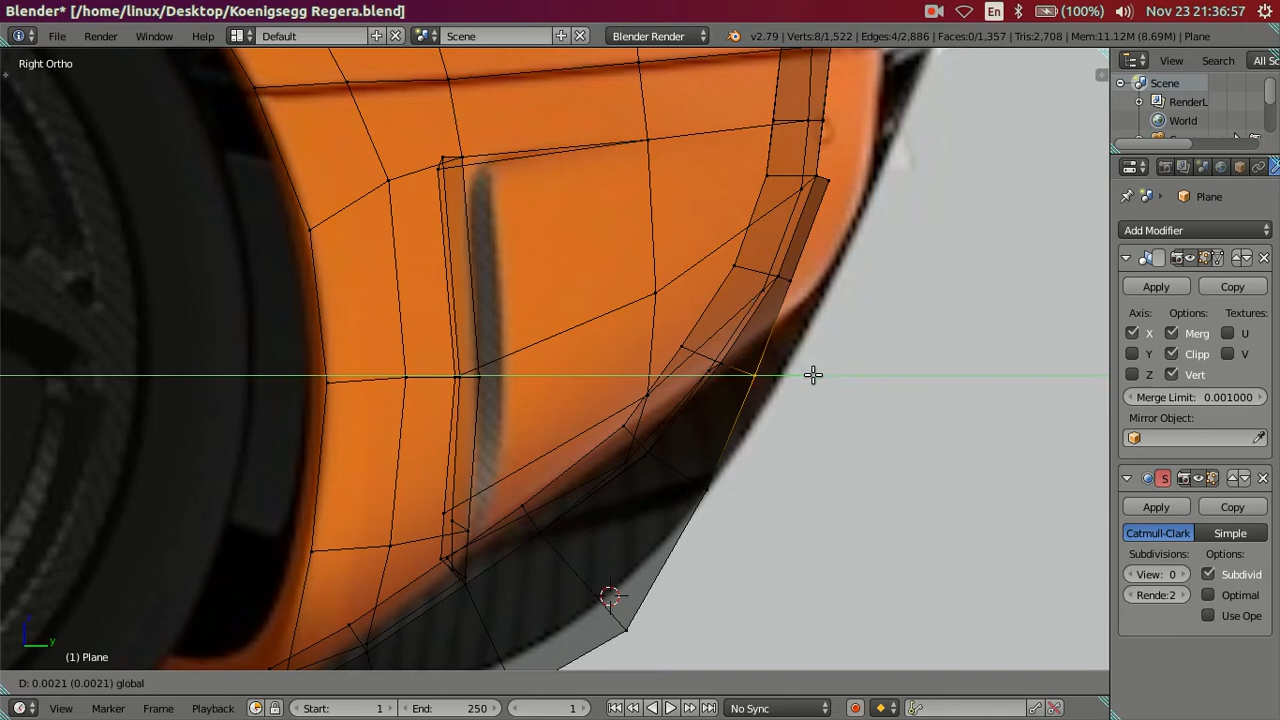 Blender* [/home/linux/Desktop/Koenigsegg Regera.blend]
En (100%) Nov 23 21:36:57
File Render Window Help Default Scene Blender Render v2.79 | Verts:8/1,522 | Edges:4/2,886 | Faces:0/1,357 | Tris:2,708 | Mem:11.12M (8.69M) | Plane
Right Ortho
View Search All Sc
Scene
RenderL
World
Plane
Add Modifier
Apply Copy
Axis: Options: Textures:
X Merg U
Y Clipp V
Z Vert
Merge Limit: 0.001000
Mirror Object:
S
Apply Copy
Catmull-Clark Simple
Subdivisions: Options:
View: 0 Subdivid
Rende:2 Optimal
Use Ope
y
(1) Plane
D: 0.0021 (0.0021) global
View Marker Frame Playback Start: 1 End: 250 1 No Sync